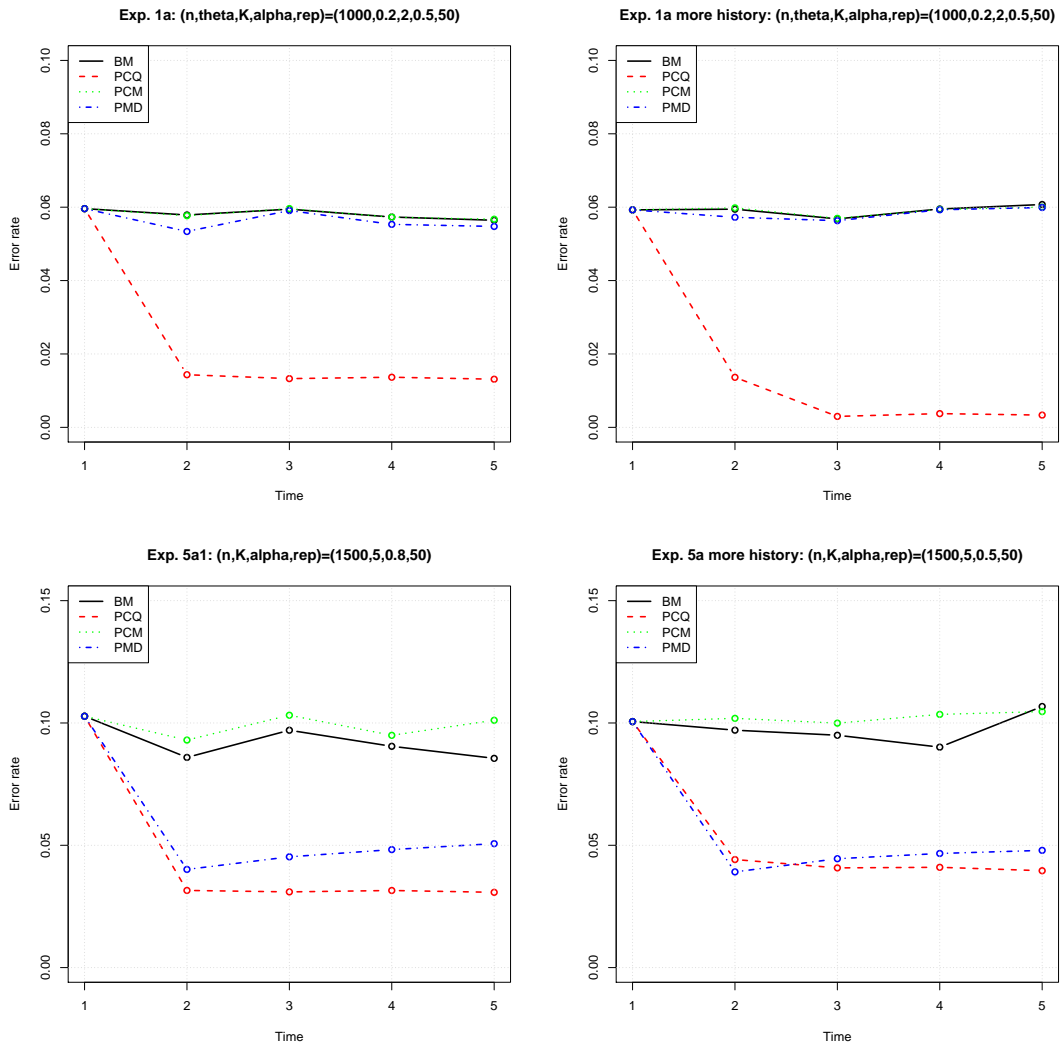 Exp. 1a: (n,theta,K,alpha,rep)=(1000,0.2,2,0.5,50)
BM
PCQ
PCM
PMD
0.10
0.08
0.06
0.04
0.02
0.00
Error rate
1 2 3 4 5
Time
Exp. 1a more history: (n,theta,K,alpha,rep)=(1000,0.2,2,0.5,50)
BM
PCQ
PCM
PMD
0.10
0.08
0.06
0.04
0.02
0.00
Error rate
1 2 3 4 5
Time
Exp. 5a1: (n,K,alpha,rep)=(1500,5,0.8,50)
BM
PCQ
PCM
PMD
0.15
0.10
0.05
0.00
Error rate
1 2 3 4 5
Time
Exp. 5a more history: (n,K,alpha,rep)=(1500,5,0.5,50)
BM
PCQ
PCM
PMD
0.15
0.10
0.05
0.00
Error rate
1 2 3 4 5
Time